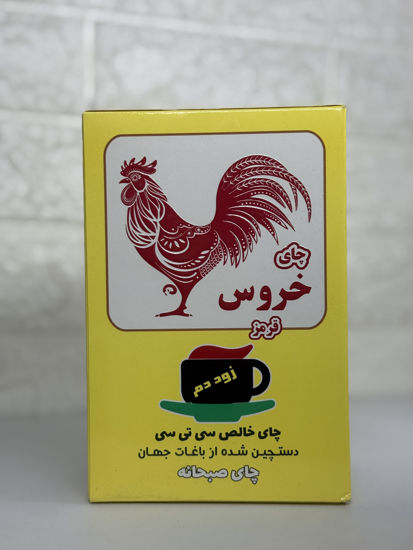 چای
خروس
قرمز
زود دم
چای خالص سی تی سی
دستچین شده از باغات جهان
چای صبحانه